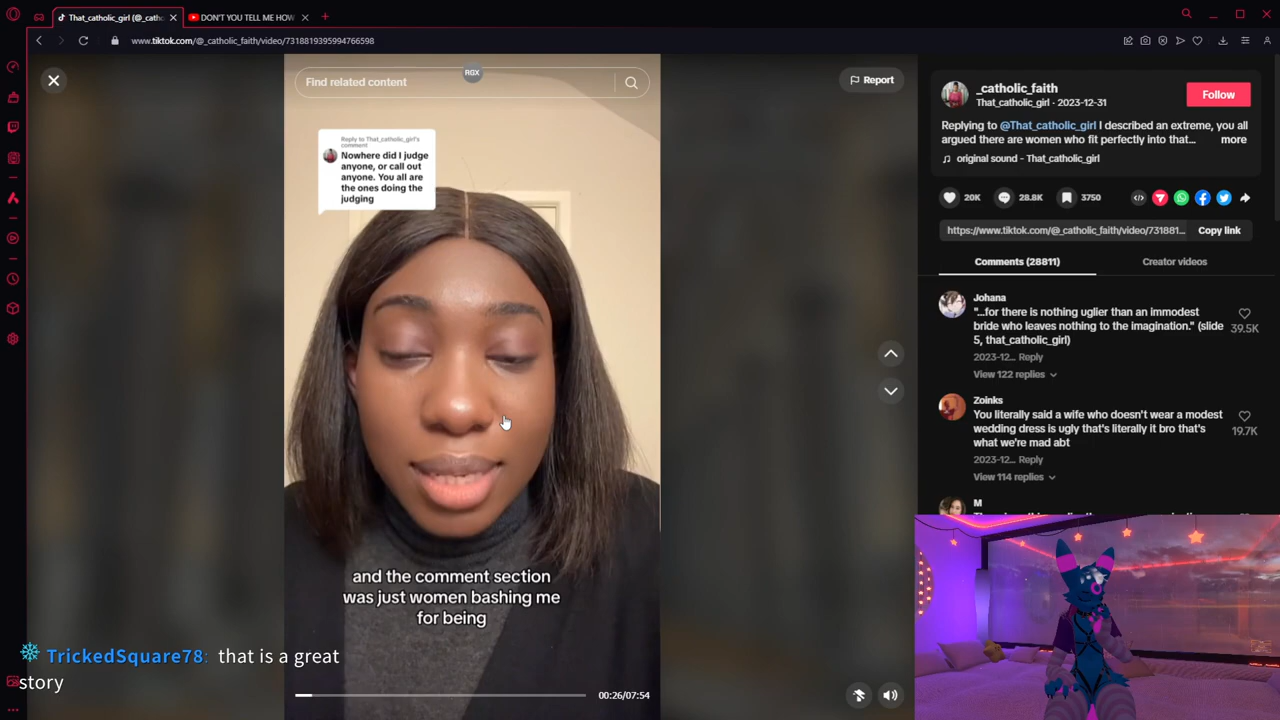 That_catholic_girl (@_catho
DON'T YOU TELL ME HOW
www.tiktok.com/@_catholic_faith/video/7318819395994766598
Find related content
RGX
Report
Reply to That_catholic_girl's
comment
Nowhere did I judge
anyone, or call out
anyone. You all are
the ones doing the
judging
and the comment section
was just women bashing me
for being
TrickedSquare78: that is a great
story
00:26/07:54
_catholic_faith
That_catholic_girl · 2023-12-31
Follow
Replying to @That_catholic_girl I described an extreme, you all
argued there are women who fit perfectly into that... more
original sound - That_catholic_girl
20K
28.8K
3750
https://www.tiktok.com/@_catholic_faith/video/731881...
Copy link
Comments (28811)
Creator videos
Johana
"...for there is nothing uglier than an immodest
bride who leaves nothing to the imagination." (slide
5, that_catholic_girl)
39.5K
2023-12... Reply
View 122 replies
Zoinks
You literally said a wife who doesn't wear a modest
wedding dress is ugly that's literally it bro that's
what we're mad abt
19.7K
2023-12... Reply
View 114 replies
M